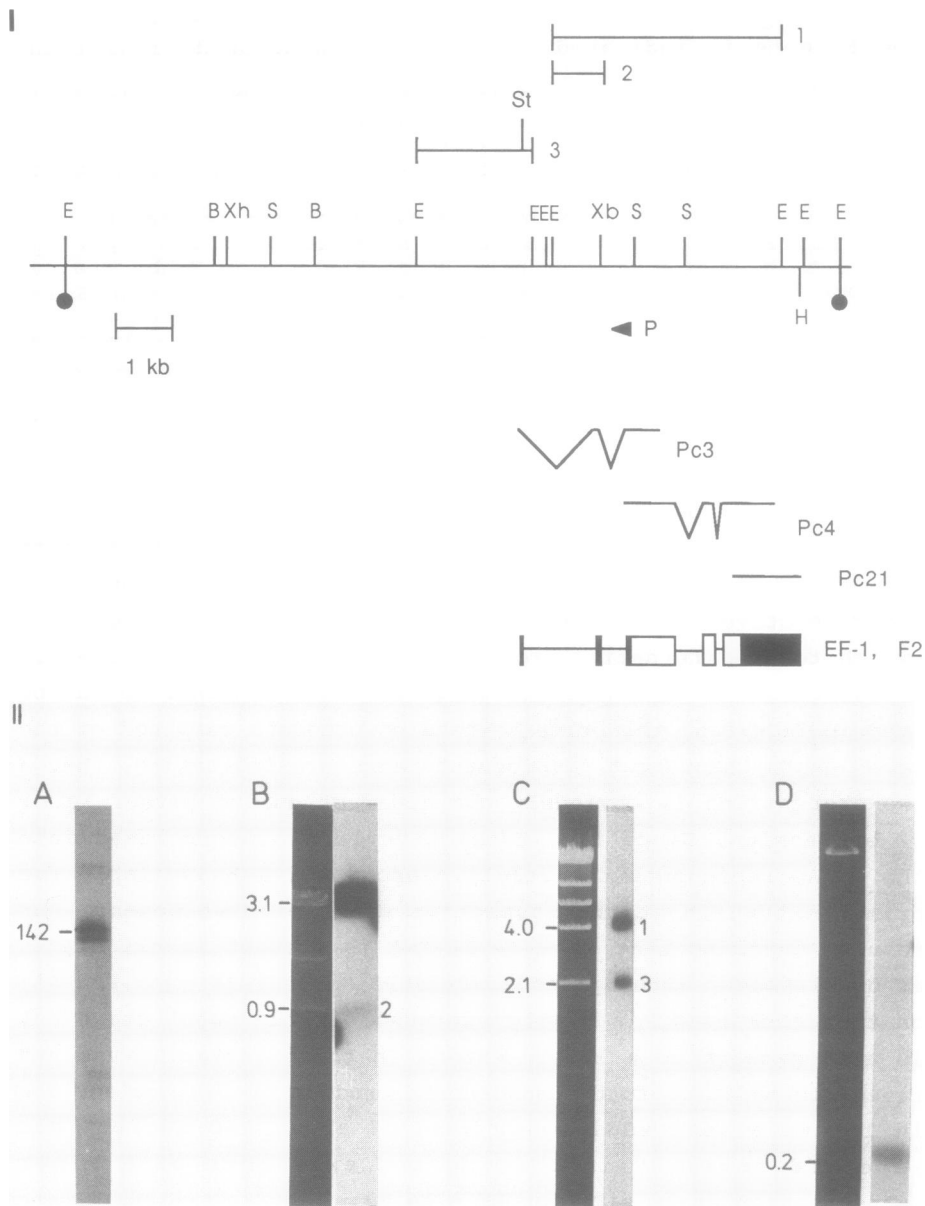 I
1
2
St
3
E B Xh S B E EEE Xb S S E E E
H
P
1 kb
Pc3
Pc4
Pc21
EF-1, F2
II
A B C D
142
3.1
0.9 2
4.0 1
2.1 3
0.2